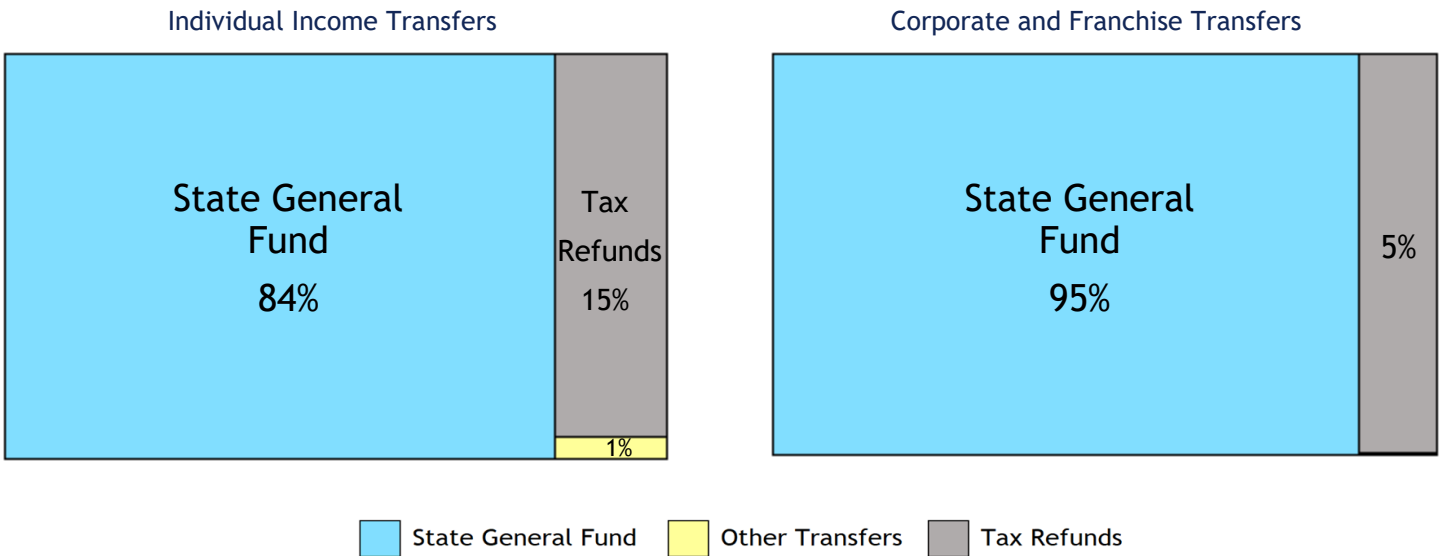 Individual Income Transfers
Corporate and Franchise Transfers
State General
Fund
84%
Tax
Refunds
15%
1%
State General
Fund
95%
5%
State General Fund
Other Transfers
Tax Refunds